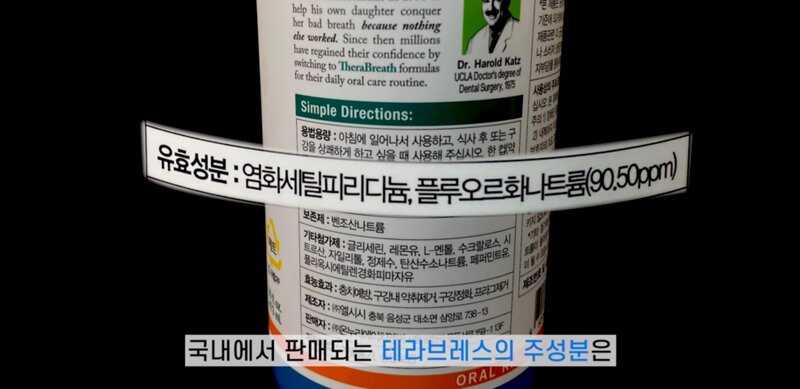 help his own daughter conquer
her bad breath because nothing
else worked. Since then millions
have regained their confidence by
switching to TheraBreath formulas
for their daily oral care routine.
Dr. Harold Katz
UCLA Doctor's degree of
Dental Surgery, 1975
Simple Directions:
용법용량 : 아침에 일어나서 사용하고, 식사 후 또는 구
강을 상쾌하게 하고 싶을 때 사용해 주십시오. 한 컵(약
유효성분 : 염화세틸피리디늄, 플루오르화나트륨(90.50ppm)
보존제 : 벤조산나트륨
기타첨가제 : 글리세린, 레몬유, L-멘톨, 수크랄로스, 시
트르산, 자일리톨, 정제수, 탄산수소나트륨, 페퍼민트유,
폴리옥시에틸렌경화피마자유
효능효과 : 충치예방, 구강내 악취제거, 구강정화, 프라그제거
제조자 : (주)엘시시 충북 음성군 대소면 삼양로 738-13
판매자 :
국내에서 판매되는 테라브레스의 주성분은
ORAL